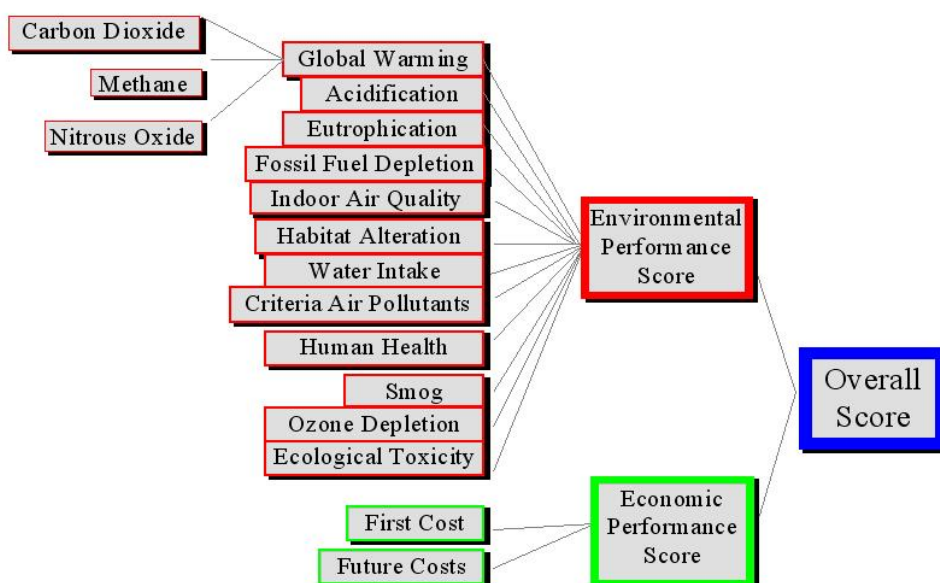 Carbon Dioxide
Methane
Nitrous Oxide
Global Warming
Acidification
Eutrophication
Fossil Fuel Depletion
Indoor Air Quality
Habitat Alteration
Water Intake
Criteria Air Pollutants
Human Health
Smog
Ozone Depletion
Ecological Toxicity
First Cost
Future Costs
Environmental
Performance
Score
Economic
Performance
Score
Overall
Score